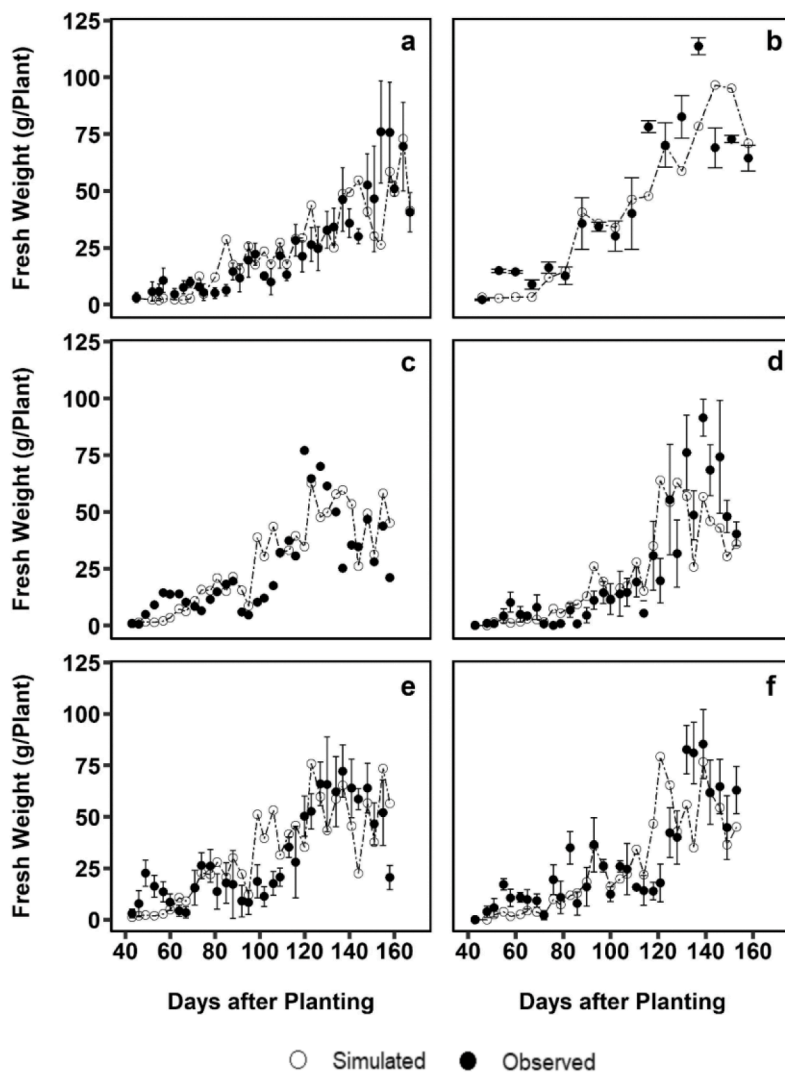 125
100
75
50
25
0
Fresh Weight (g/Plant)
a
b
125
100
75
50
25
0
Fresh Weight (g/Plant)
c
d
125
100
75
50
25
0
Fresh Weight (g/Plant)
e
f
40 60 80 100 120 140 160
40 60 80 100 120 140 160
Days after Planting Days after Planting
Simulated Observed